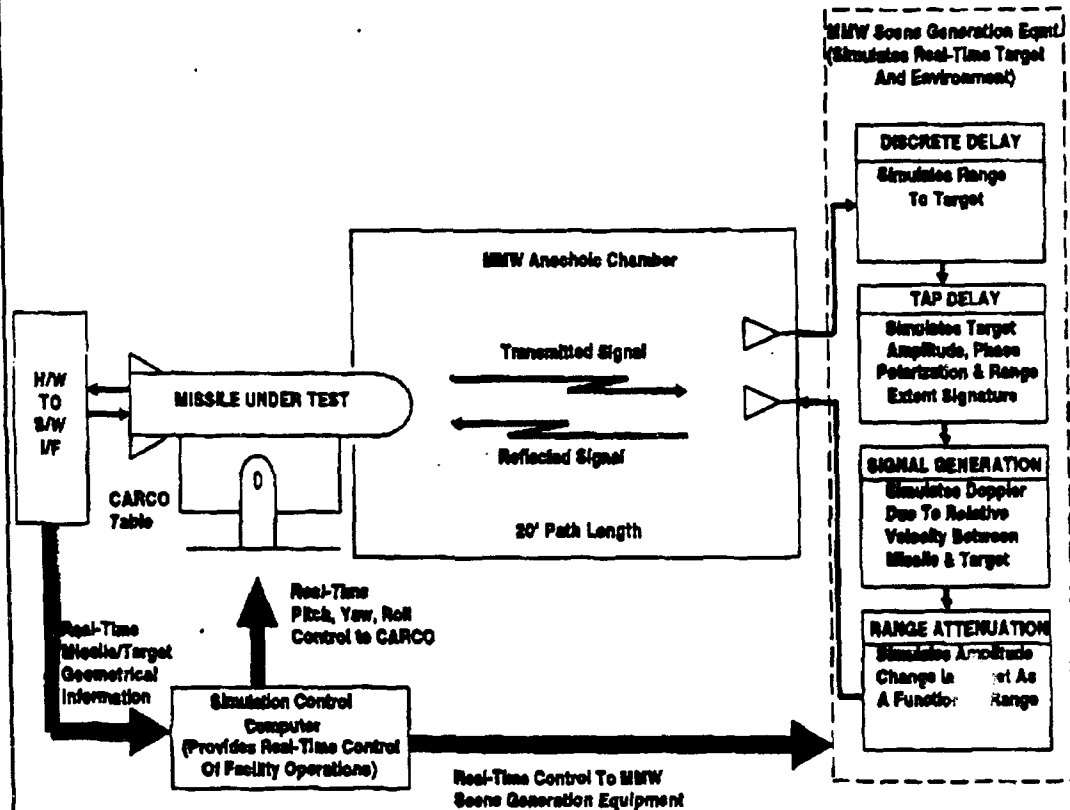 MMW Scene Generation Eqmt.
(Simulates Real-Time Target
And Environment)
DISCRETE DELAY
Simulates Range
To Target
MMW Anechoic Chamber
TAP DELAY
Simulates Target
Amplitude, Phase
Polarization & Range
Extent Signature
Transmitted Signal
H/W
TO
S/W
I/F
MISSILE UNDER TEST
Reflected Signal
SIGNAL GENERATION
Simulates Doppler
Due To Relative
Velocity Between
Missile & Target
CARCO
Table
20' Path Length
Real-Time
Pitch, Yaw, Roll
Control to CARCO
Real-Time
Missile/Target
Geometrical
Information
RANGE ATTENUATION
Simulates Amplitude
Change As
A Function Range
Simulation Control
Computer
(Provides Real-Time Control
Of Facility Operations)
Real-Time Control To MMW
Scene Generation Equipment